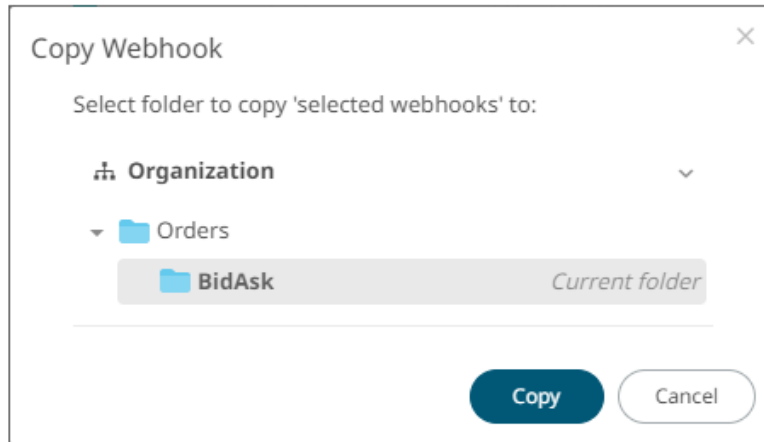 Copy Webhook
Select folder to copy 'selected webhooks' to:
Organization
Orders
BidAsk Current folder
Copy Cancel